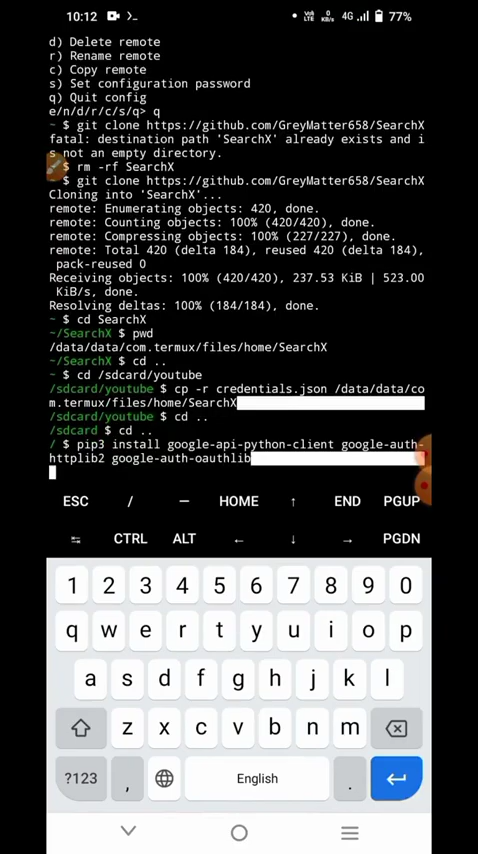 10:12 >_ Vo) LTE 0 KB/s 4G 77%
d) Delete remote
r) Rename remote
c) Copy remote
s) Set configuration password
q) Quit config
e/n/d/r/c/s/q> q
~ $ git clone https://github.com/GreyMatter658/SearchX
fatal: destination path 'SearchX' already exists and i
s not an empty directory.
$ rm -rf SearchX
$ git clone https://github.com/GreyMatter658/SearchX
Cloning into 'SearchX'...
remote: Enumerating objects: 420, done.
remote: Counting objects: 100% (420/420), done.
remote: Compressing objects: 100% (227/227), done.
remote: Total 420 (delta 184), reused 420 (delta 184),
pack-reused 0
Receiving objects: 100% (420/420), 237.53 KiB | 523.00
KiB/s, done.
Resolving deltas: 100% (184/184), done.
~ $ cd SearchX
~/SearchX $ pwd
/data/data/com.termux/files/home/SearchX
~/SearchX $ cd ..
~ $ cd /sdcard/youtube
/sdcard/youtube $ cp -r credentials.json /data/data/co
m.termux/files/home/SearchX
/sdcard/youtube $ cd ..
/sdcard $ cd ..
/ $ pip3 install google-api-python-client google-auth-
httplib2 google-auth-oauthlib
ESC / — HOME ↑ END PGUP
↹ CTRL ALT ← ↓ → PGDN
1 2 3 4 5 6 7 8 9 0
q w e r t y u i o p
a s d f g h j k l
z x c v b n m
?123 , English .